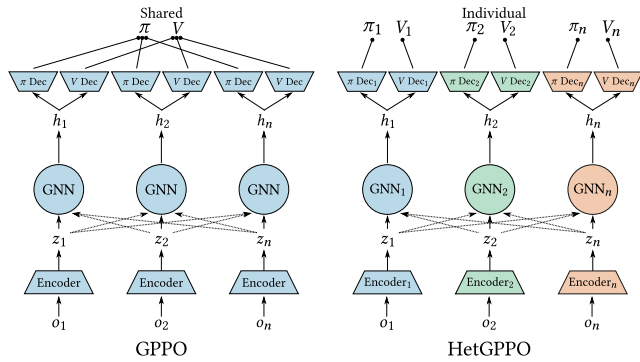 Shared
π V
π Dec V Dec π Dec V Dec π Dec V Dec
h₁ h₂ hₙ
GNN GNN GNN
z₁ z₂ zₙ
Encoder Encoder Encoder
o₁ o₂ oₙ
GPPO
Individual
π₁ V₁ π₂ V₂ πₙ Vₙ
π Dec₁ V Dec₁ π Dec₂ V Dec₂ π Decₙ V Decₙ
h₁ h₂ hₙ
GNN₁ GNN₂ GNNₙ
z₁ z₂ zₙ
Encoder₁ Encoder₂ Encoderₙ
o₁ o₂ oₙ
HetGPPO